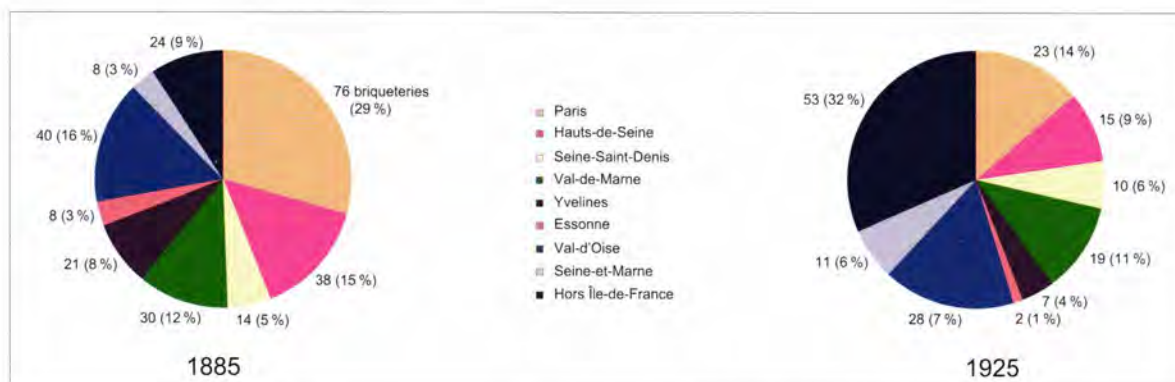 24 (9 %)
8 (3 %)
76 briqueteries
(29 %)
40 (16 %)
8 (3 %)
21 (8 %)
30 (12 %)
14 (5 %)
38 (15 %)
1885
Paris
Hauts-de-Seine
Seine-Saint-Denis
Val-de-Marne
Yvelines
Essonne
Val-d'Oise
Seine-et-Marne
Hors Île-de-France
23 (14 %)
53 (32 %)
15 (9 %)
10 (6 %)
11 (6 %)
19 (11 %)
7 (4 %)
28 (7 %)
2 (1 %)
1925